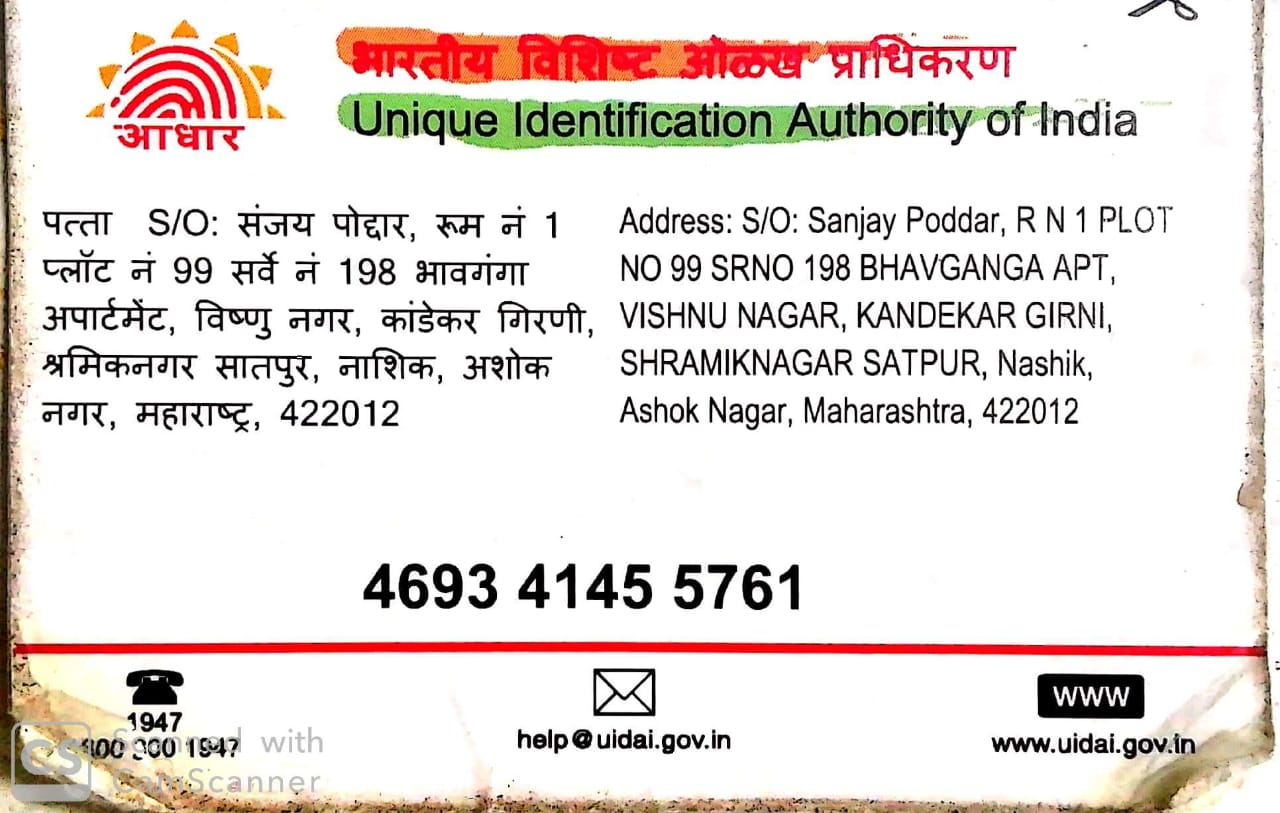 आधार
भारतीय विशिष्ट ओळख प्राधिकरण
Unique Identification Authority of India
पत्ता S/O: संजय पोद्दार, रूम नं 1
प्लॉट नं 99 सर्वे नं 198 भावगंगा
अपार्टमेंट, विष्णु नगर, कांडेकर गिरणी,
श्रमिकनगर सातपुर, नाशिक, अशोक
नगर, महाराष्ट्र, 422012
Address: S/O: Sanjay Poddar, R N 1 PLOT
NO 99 SRNO 198 BHAVGANGA APT,
VISHNU NAGAR, KANDEKAR GIRNI,
SHRAMIKNAGAR SATPUR, Nashik,
Ashok Nagar, Maharashtra, 422012
4693 4145 5761
1947
1947
help@uidai.gov.in
WWW
www.uidai.gov.in
CS
Scanned with
CamScanner